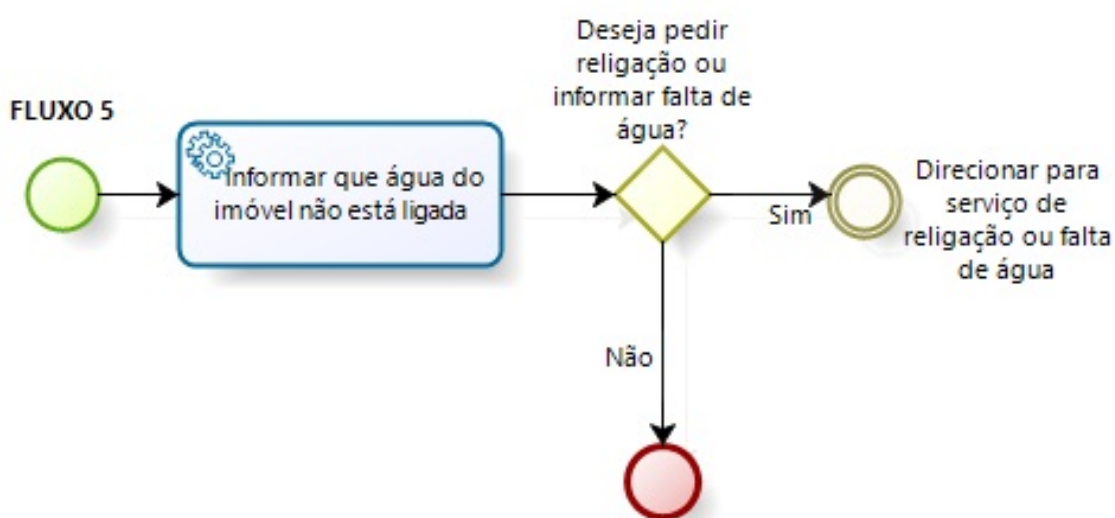 FLUXO 5
Informar que água do
imóvel não está ligada
Deseja pedir
religação ou
informar falta de
água?
Sim
Direcionar para
serviço de
religação ou falta
de água
Não